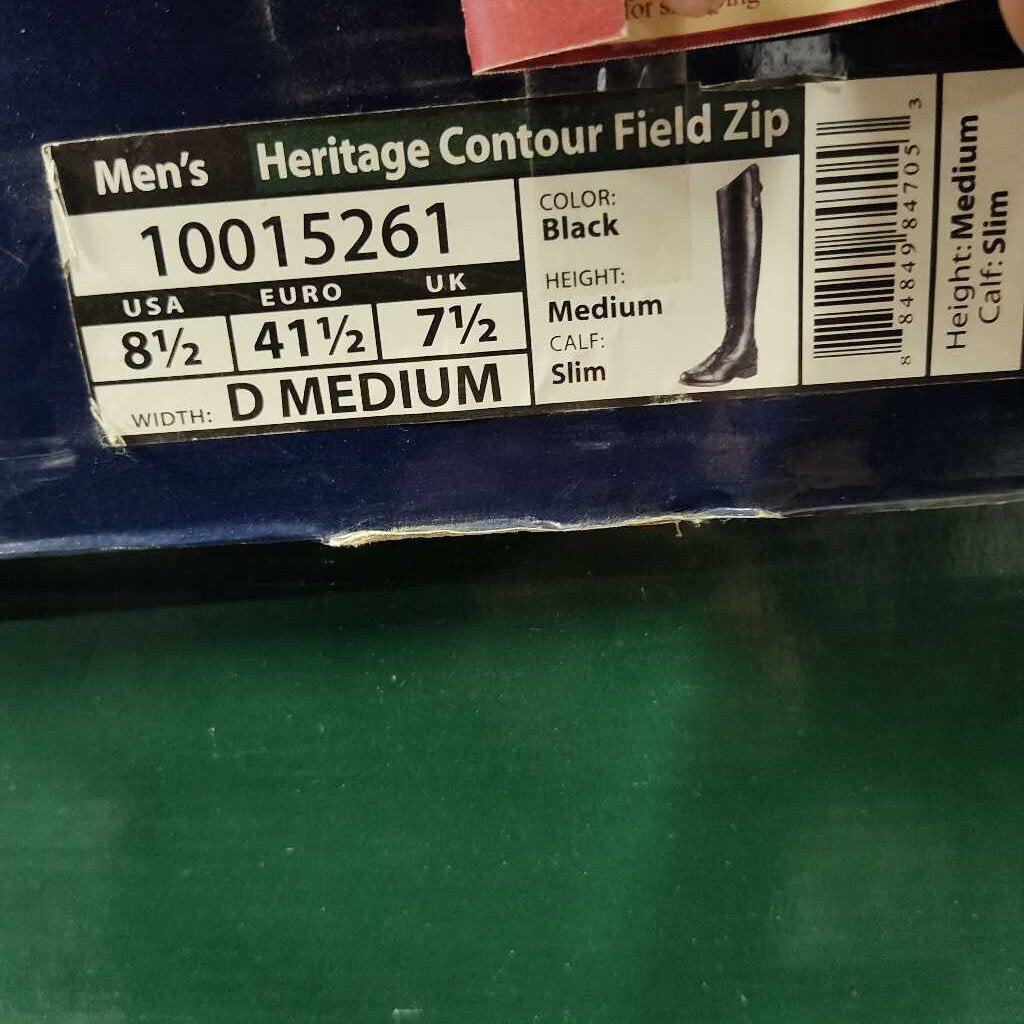 for
Men's Heritage Contour Field Zip
10015261
USA EURO UK
8½ 41½ 7½
WIDTH: D MEDIUM
COLOR:
Black
HEIGHT:
Medium
CALF:
Slim
8 84849 84705 3
Height: Medium
Calf: Slim